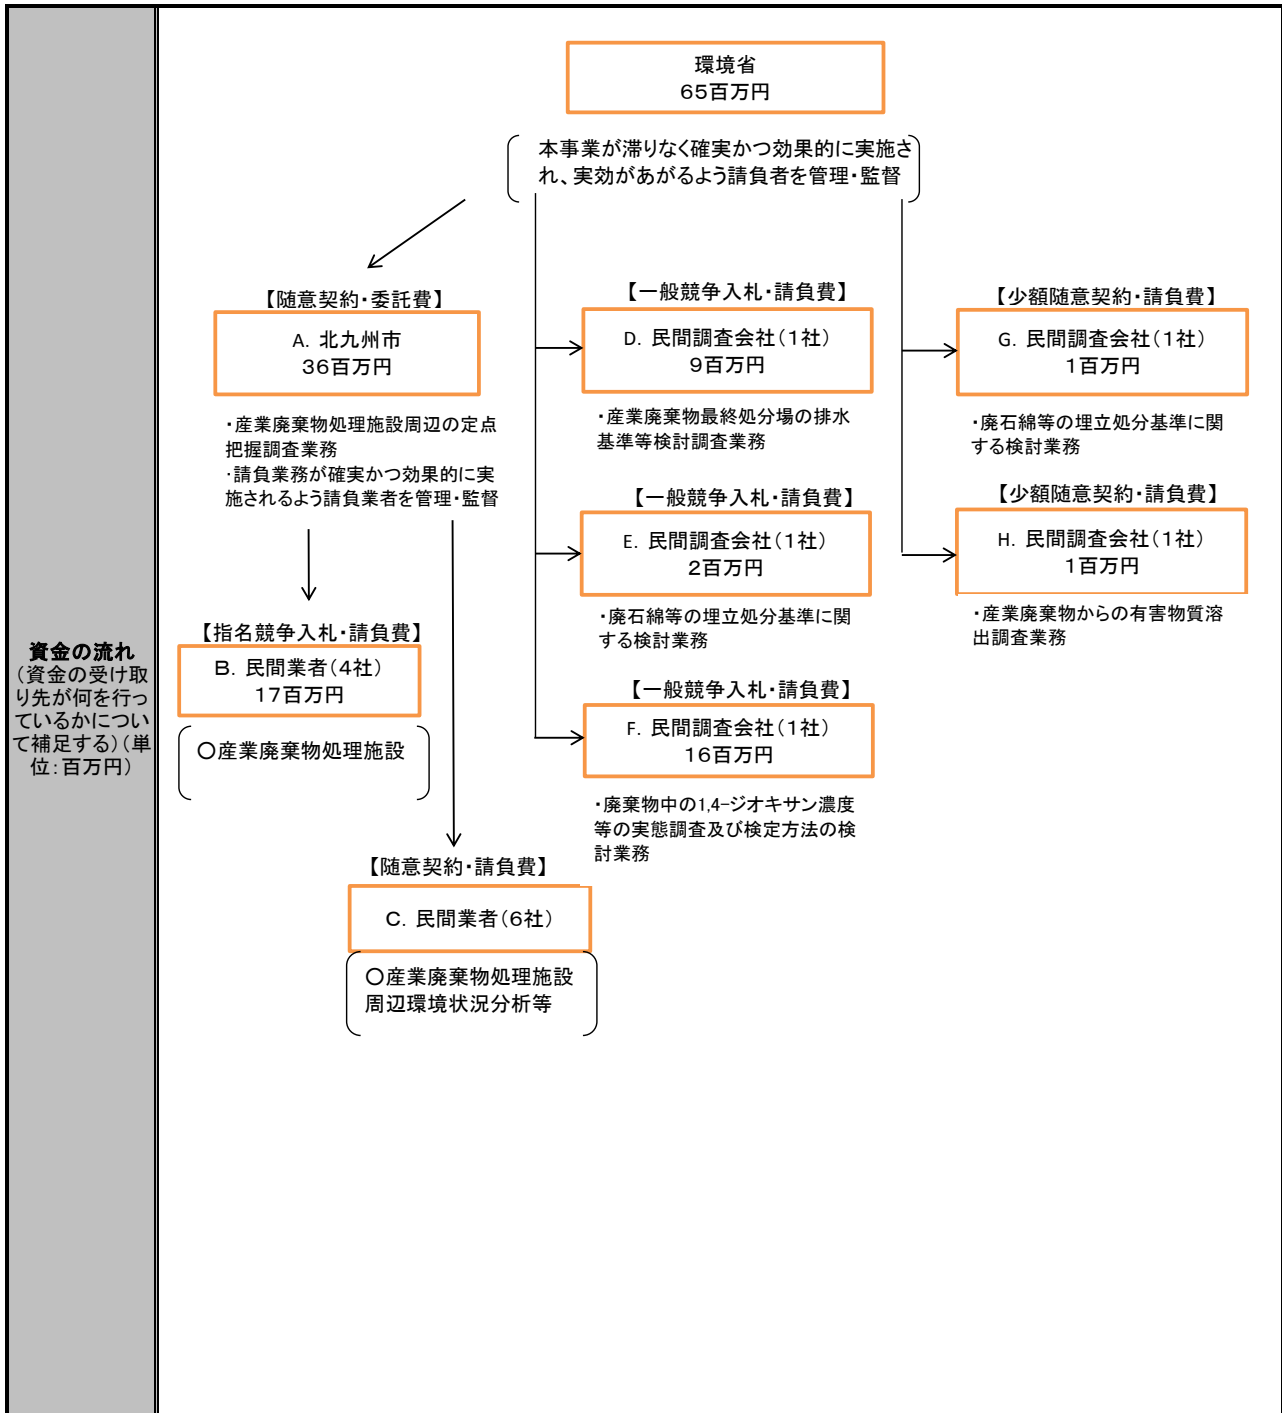 資金の流れ
（資金の受け取
り先が何を行っ
ているかについ
て補足する）（単
位：百万円）
環境省
６５百万円
本事業が滞りなく確実かつ効果的に実施さ
れ、実効があがるよう請負者を管理・監督
【随意契約・委託費】
A. 北九州市
３６百万円
・産業廃棄物処理施設周辺の定点
把握調査業務
・請負業務が確実かつ効果的に実
施されるよう請負業者を管理・監督
【指名競争入札・請負費】
Ｂ. 民間業者（４社）
１７百万円
○産業廃棄物処理施設
【随意契約・請負費】
Ｃ. 民間業者（６社）
○産業廃棄物処理施設
周辺環境状況分析等
【一般競争入札・請負費】
D. 民間調査会社（１社）
９百万円
・産業廃棄物最終処分場の排水
基準等検討調査業務
【一般競争入札・請負費】
E. 民間調査会社（１社）
２百万円
・廃石綿等の埋立処分基準に関
する検討業務
【一般競争入札・請負費】
F. 民間調査会社（１社）
１６百万円
・廃棄物中の1,4-ジオキサン濃度
等の実態調査及び検定方法の検
討業務
【少額随意契約・請負費】
G. 民間調査会社（１社）
１百万円
・廃石綿等の埋立処分基準に関
する検討業務
【少額随意契約・請負費】
H. 民間調査会社（１社）
１百万円
・産業廃棄物からの有害物質溶
出調査業務